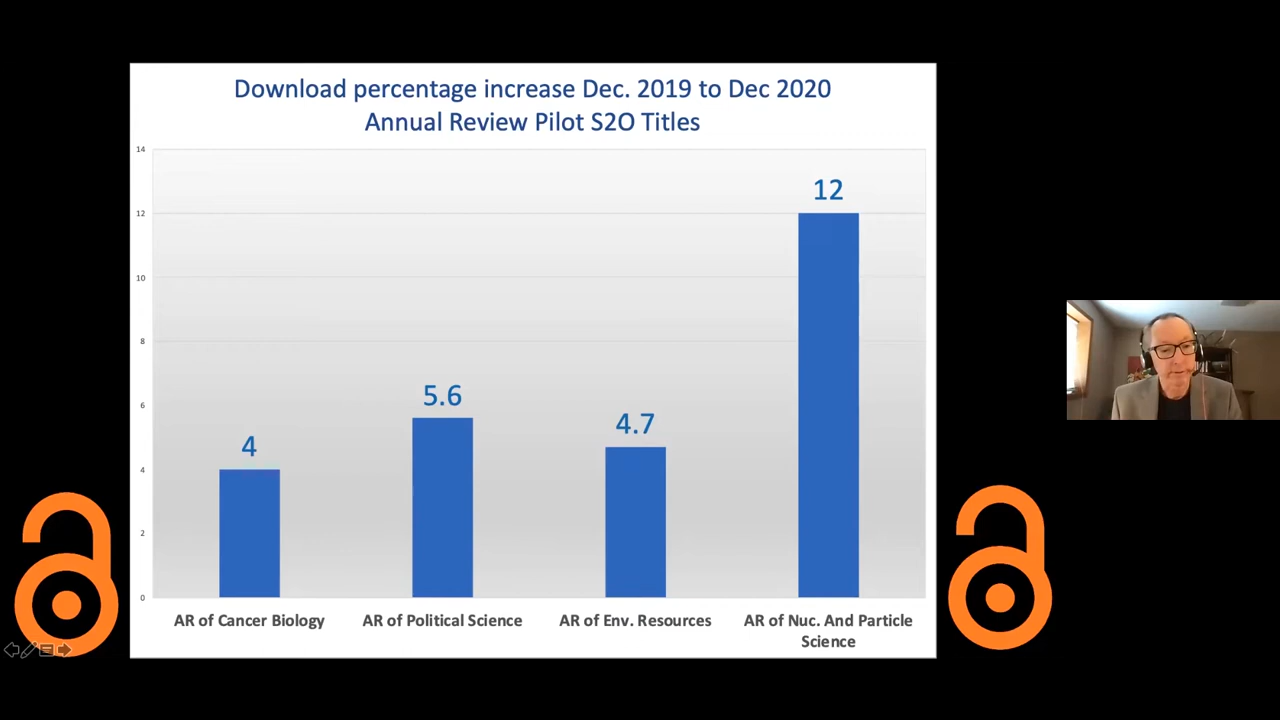 Download percentage increase Dec. 2019 to Dec 2020
Annual Review Pilot S2O Titles
14
12
10
8
6
4
2
0
4
5.6
4.7
12
AR of Cancer Biology
AR of Political Science
AR of Env. Resources
AR of Nuc. And Particle
Science